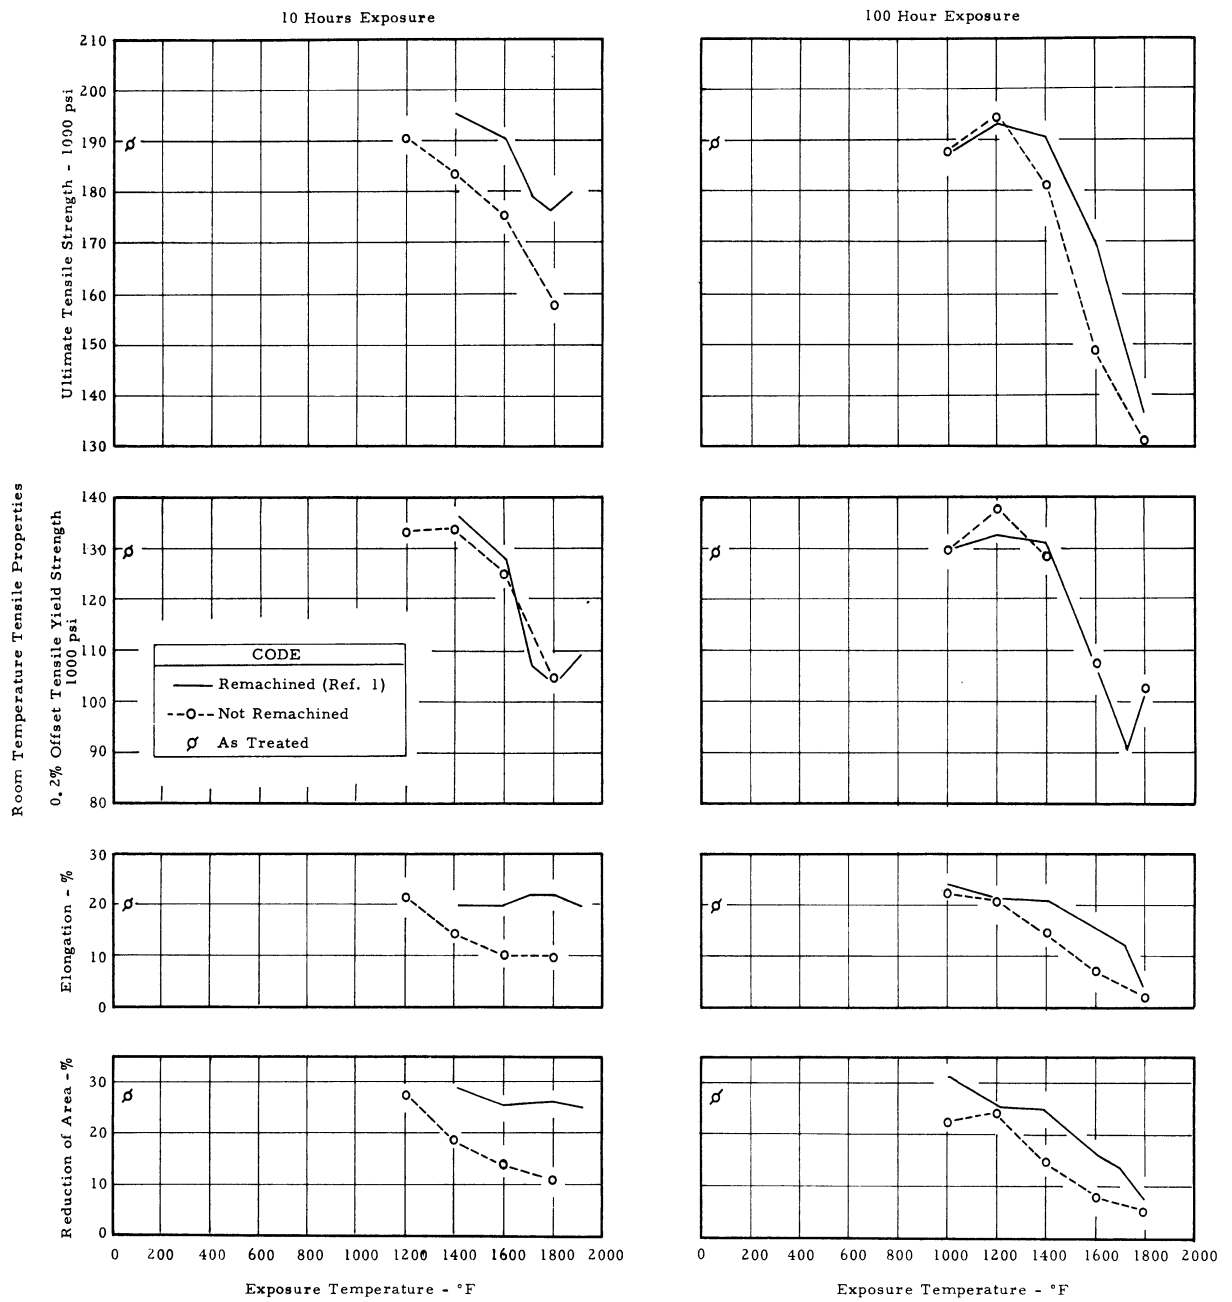 10 Hours Exposure
100 Hour Exposure
Room Temperature Tensile Properties
Ultimate Tensile Strength - 1000 psi
210
200
190
180
170
160
150
140
130
0.2% Offset Tensile Yield Strength
1000 psi
140
130
120
110
100
90
80
CODE
Remachined (Ref. 1)
Not Remachined
As Treated
Elongation - %
30
20
10
0
Reduction of Area - %
30
20
10
0
0 200 400 600 800 1000 1200 1400 1600 1800 2000
0 200 400 600 800 1000 1200 1400 1600 1800 2000
Exposure Temperature - °F
Exposure Temperature - °F